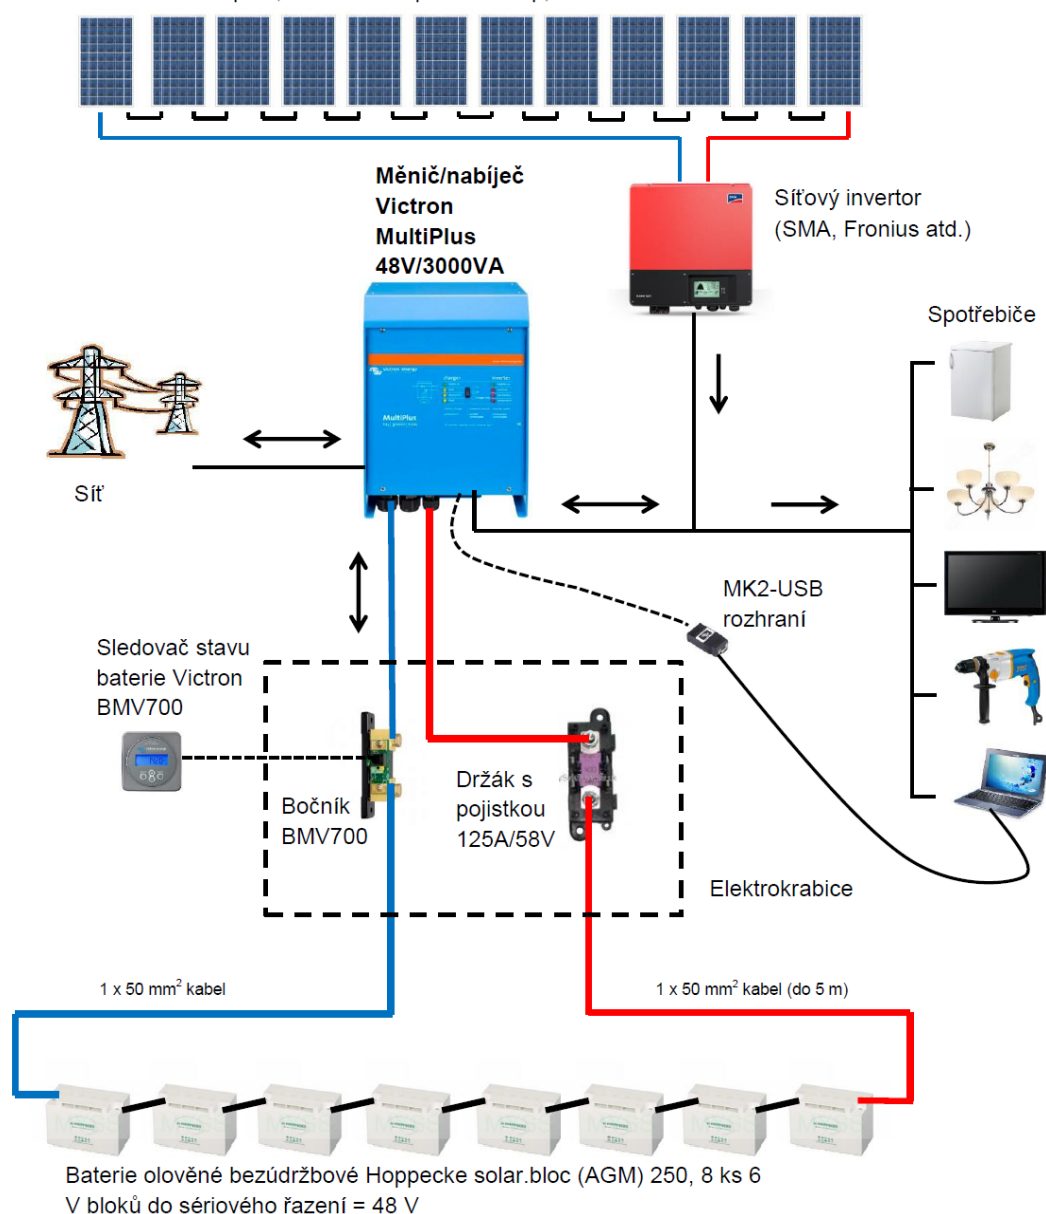 Měnič/nabíječ
Victron
MultiPlus
48V/3000VA
Síťový invertor
(SMA, Fronius atd.)
Spotřebiče
MultiPlus
Síť
MK2-USB
rozhraní
Sledovač stavu
baterie Victron
BMV700
Bočník
BMV700
Držák s
pojistkou
125A/58V
Elektrokrabice
1 x 50 mm² kabel
1 x 50 mm² kabel (do 5 m)
Baterie olověné bezúdržbové Hoppecke solar.bloc (AGM) 250, 8 ks 6
V bloků do sériového řazení = 48 V